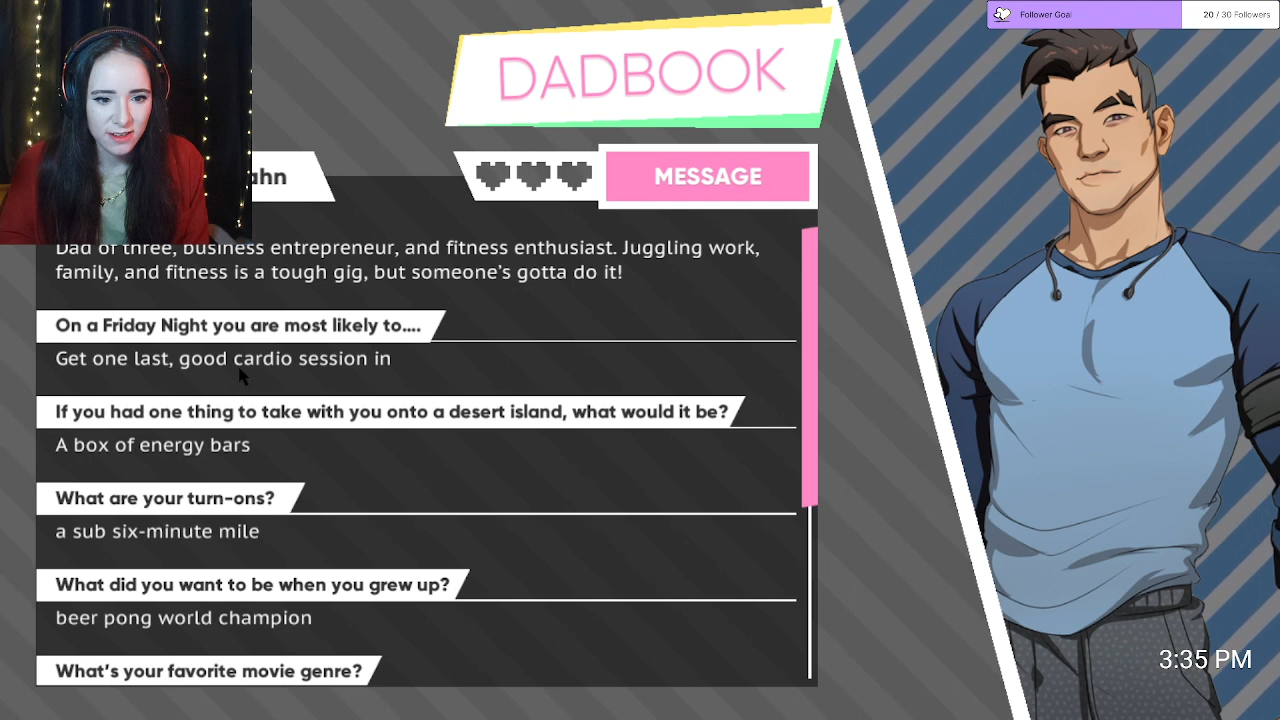 Follower Goal
20 / 30 Followers
DADBOOK
ahn
MESSAGE
Dad of three, business entrepreneur, and fitness enthusiast. Juggling work,
family, and fitness is a tough gig, but someone's gotta do it!
On a Friday Night you are most likely to....
Get one last, good cardio session in
If you had one thing to take with you onto a desert island, what would it be?
A box of energy bars
What are your turn-ons?
a sub six-minute mile
What did you want to be when you grew up?
beer pong world champion
What's your favorite movie genre?
3:35 PM